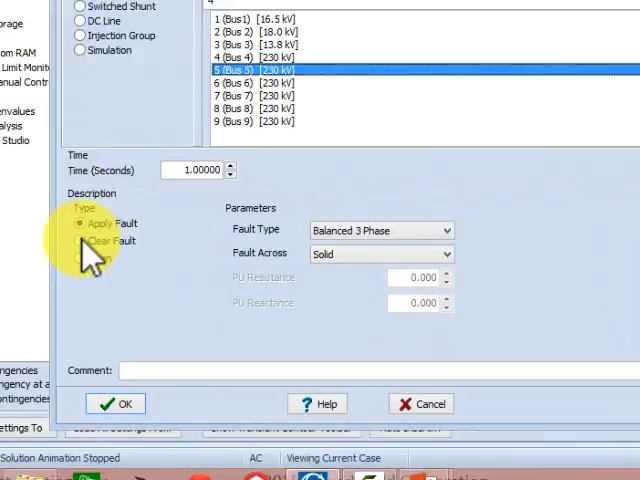 4
Switched Shunt
DC Line
Injection Group
Simulation
1 (Bus1) [16.5 kV]
2 (Bus 2) [18.0 kV]
3 (Bus 3) [13.8 kV]
4 (Bus 4) [230 kV]
5 (Bus 5) [230 kV]
6 (Bus 6) [230 kV]
7 (Bus 7) [230 kV]
8 (Bus 8) [230 kV]
9 (Bus 9) [230 kV]
orage
om RAM
Limit Monito
anual Contr
envalues
alysis
Studio
Time
Time (Seconds) 1.00000
Description
Type
Apply Fault
Clear Fault
Parameters
Fault Type Balanced 3 Phase
Fault Across Solid
PU Resistance 0.000
PU Reactance 0.000
Comment:
OK Help Cancel
ngencies
ngency at a
ontingencies
ettings To
Solution Animation Stopped AC Viewing Current Case